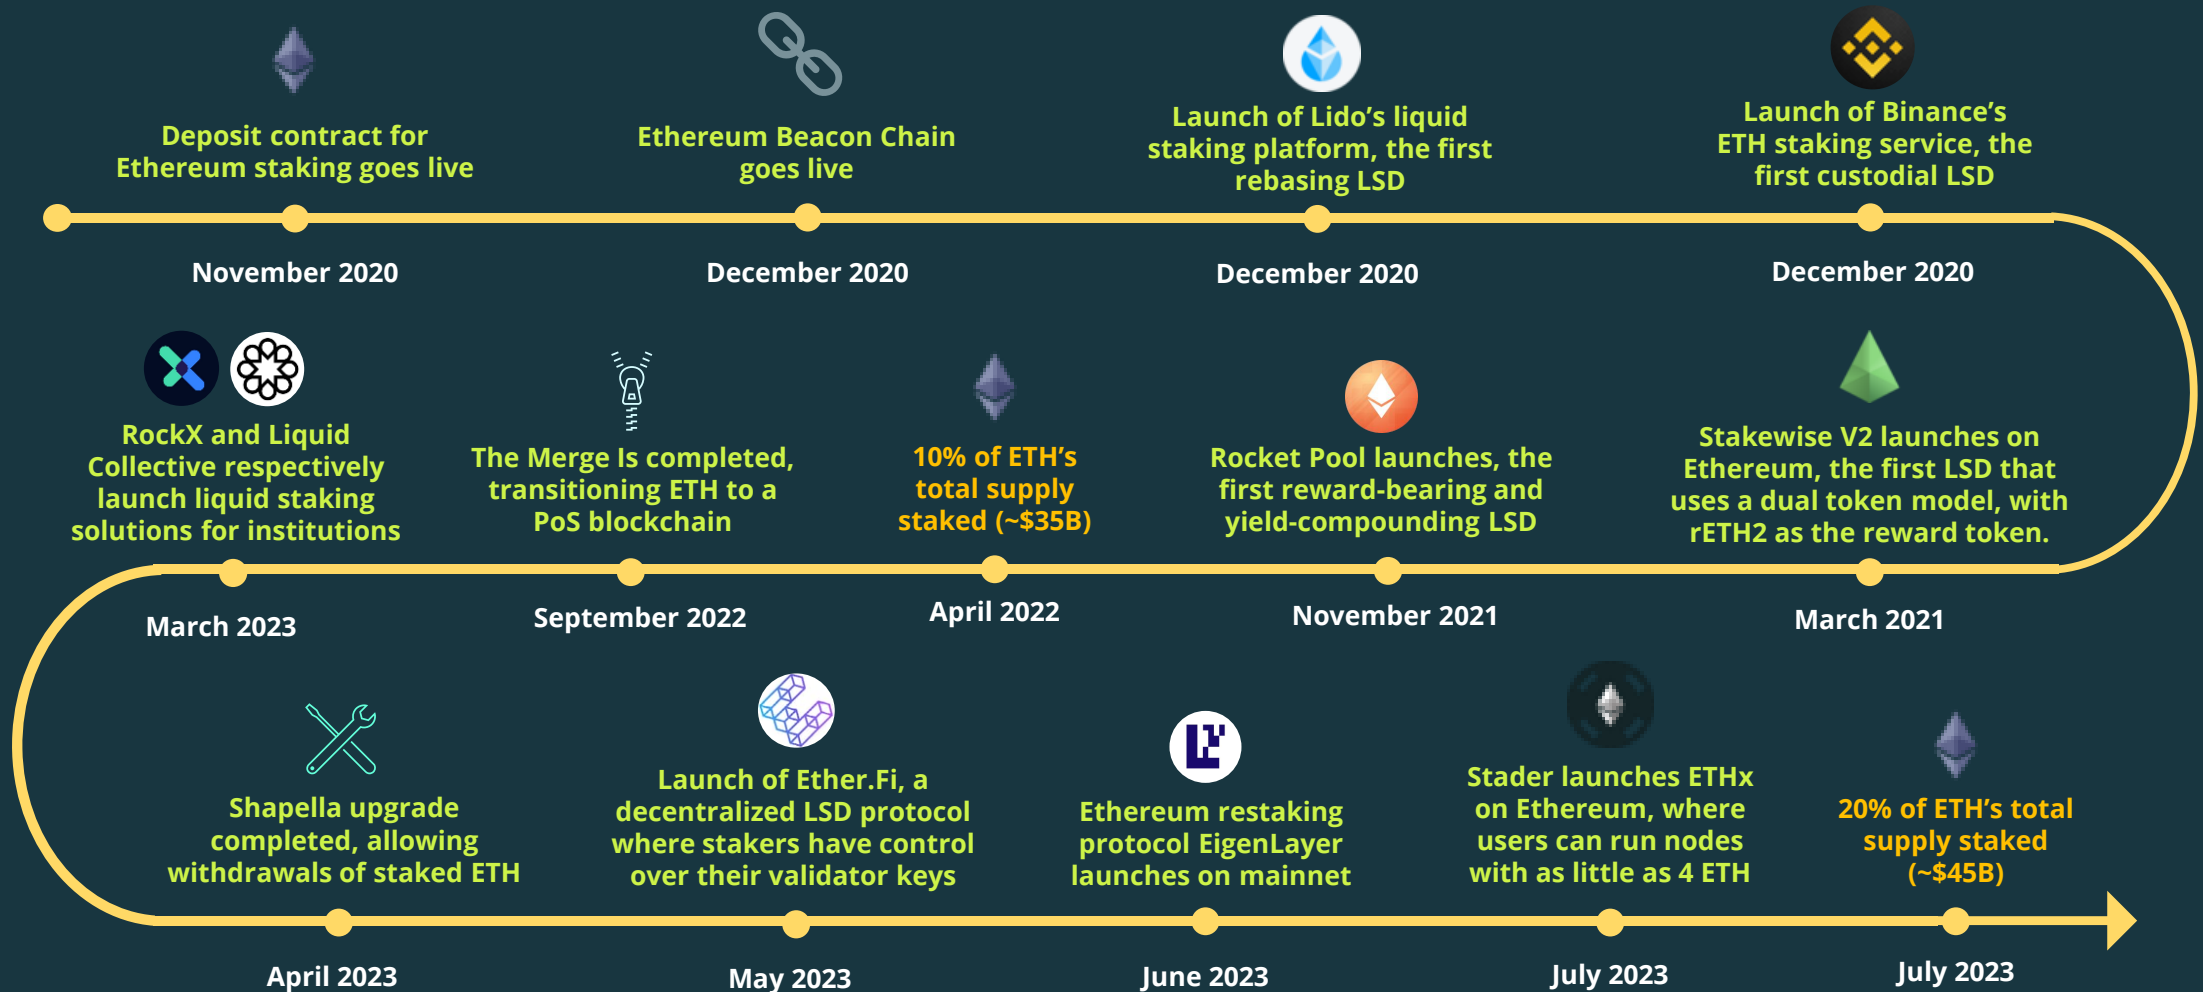 Deposit contract for
Ethereum staking goes live
November 2020
Ethereum Beacon Chain
goes live
December 2020
Launch of Lido’s liquid
staking platform, the first
rebasing LSD
December 2020
Launch of Binance’s
ETH staking service, the
first custodial LSD
December 2020
Stakewise V2 launches on
Ethereum, the first LSD that
uses a dual token model, with
rETH2 as the reward token.
March 2021
Rocket Pool launches, the
first reward-bearing and
yield-compounding LSD
November 2021
10% of ETH’s
total supply
staked (~$35B)
April 2022
The Merge Is completed,
transitioning ETH to a
PoS blockchain
September 2022
RockX and Liquid
Collective respectively
launch liquid staking
solutions for institutions
March 2023
Shapella upgrade
completed, allowing
withdrawals of staked ETH
April 2023
Launch of Ether.Fi, a
decentralized LSD protocol
where stakers have control
over their validator keys
May 2023
Ethereum restaking
protocol EigenLayer
launches on mainnet
June 2023
Stader launches ETHx
on Ethereum, where
users can run nodes
with as little as 4 ETH
July 2023
20% of ETH’s total
supply staked
(~$45B)
July 2023